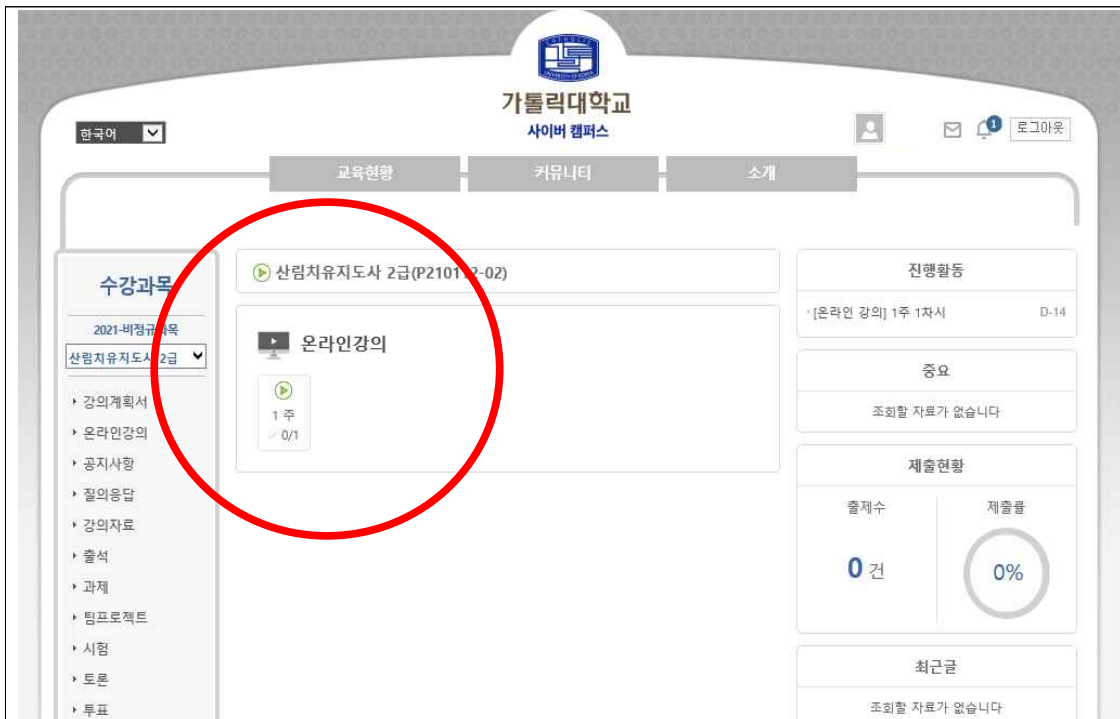 가톨릭대학교
사이버 캠퍼스
한국어
1
로그아웃
교육현황
커뮤니티
소개
수강과목
2021-비정규과목
산림치유지도사 2급
강의계획서
온라인강의
공지사항
질의응답
강의자료
출석
과제
팀프로젝트
시험
토론
투표
산림치유지도사 2급(P210112-02)
온라인강의
1 주
0/1
진행활동
· [온라인 강의] 1주 1차시 D-14
중요
조회할 자료가 없습니다
제출현황
출제수 제출률
0 건 0%
최근글
조회할 자료가 없습니다